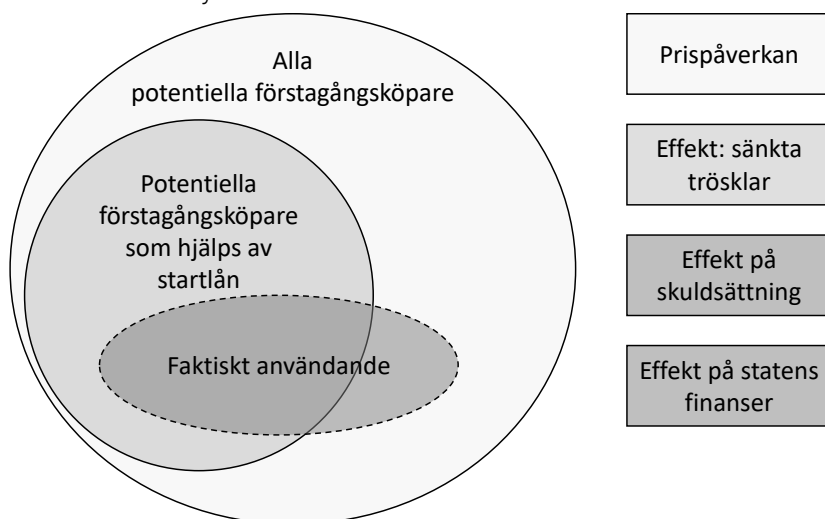 Alla
potentiella förstagångsköpare
Potentiella
förstagångsköpare
som hjälps av
startlån
Faktiskt användande
Prispåverkan
Effekt: sänkta
trösklar
Effekt på
skuldsättning
Effekt på statens
finanser